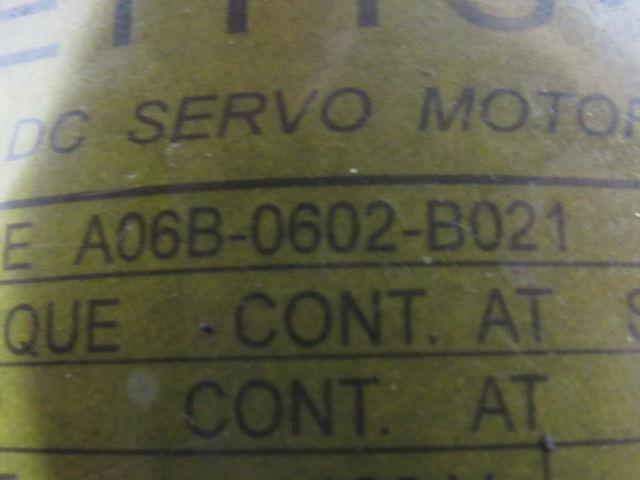 DC SERVO MOTOR
E A06B-0602-B021
QUE CONT. AT S
CONT. AT